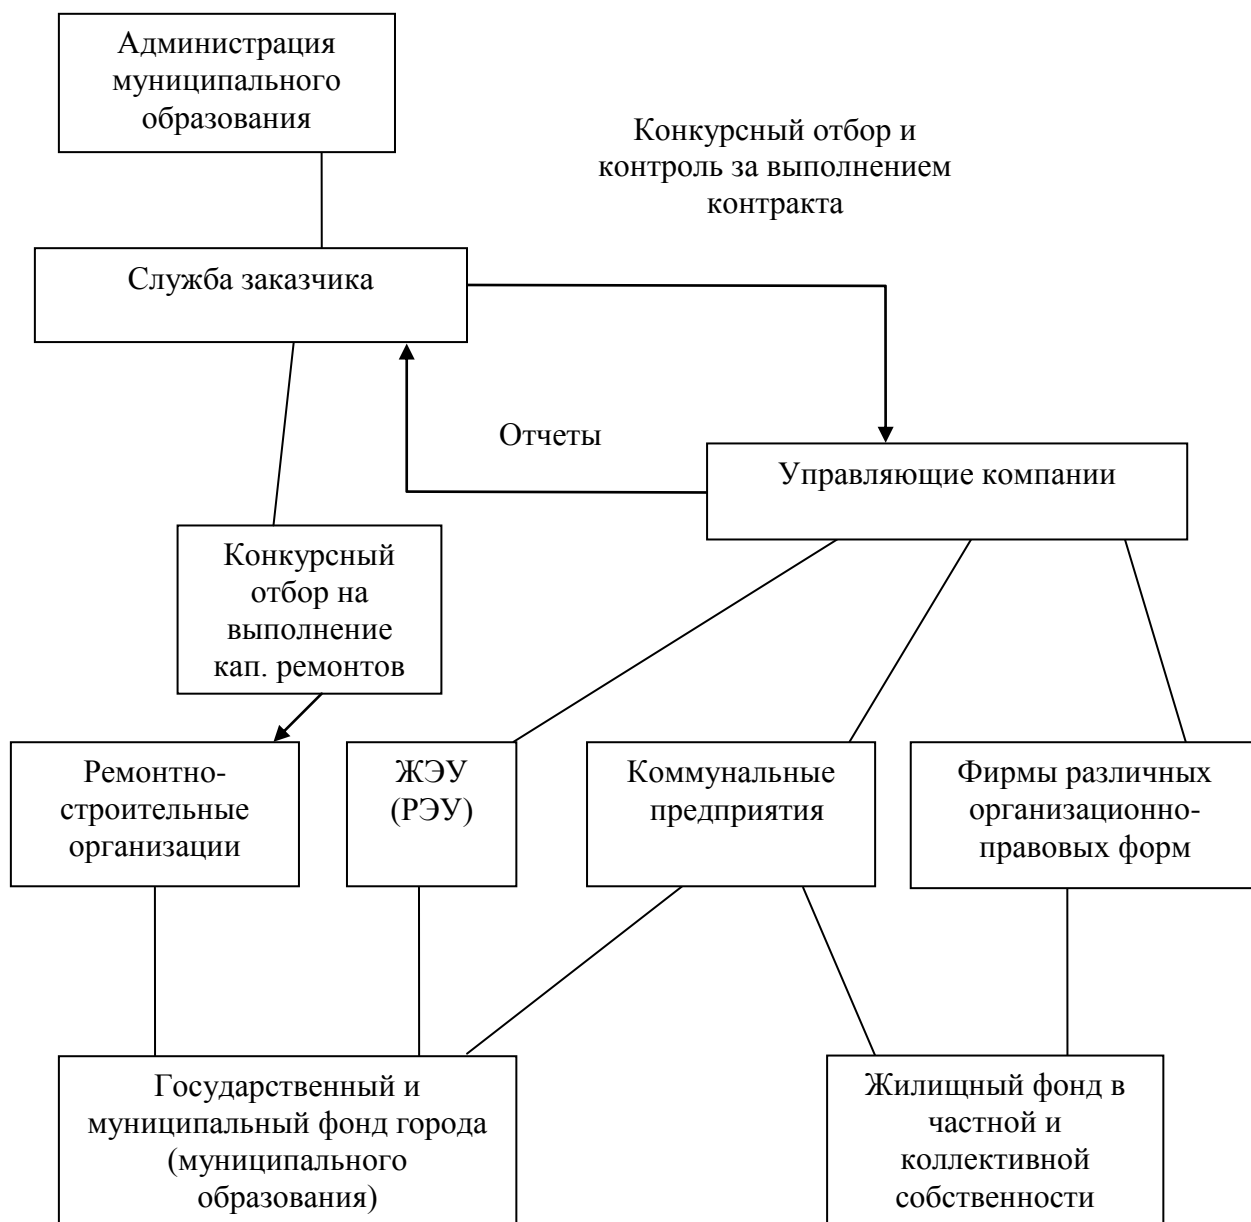 Администрация
муниципального
образования
Конкурсный отбор и
контроль за выполнением
контракта
Служба заказчика
Отчеты
Управляющие компании
Конкурсный
отбор на
выполнение
кап. ремонтов
Ремонтно-
строительные
организации
ЖЭУ
(РЭУ)
Коммунальные
предприятия
Фирмы различных
организационно-
правовых форм
Государственный и
муниципальный фонд города
(муниципального
образования)
Жилищный фонд в
частной и
коллективной
собственности